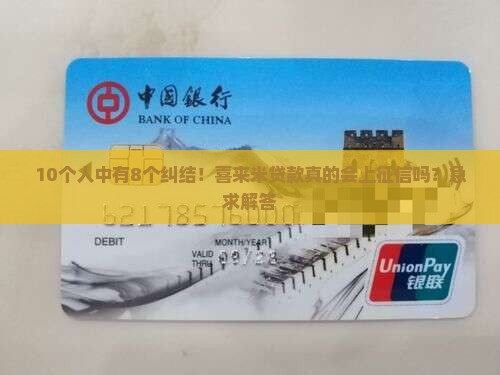 中国银行
BANK OF CHINA
10个人中有8个纠结！喜来米贷款真的会上征信吗？急
求解答
DEBIT
MONTH/YEAR
VALID
THRU
UnionPay
银联